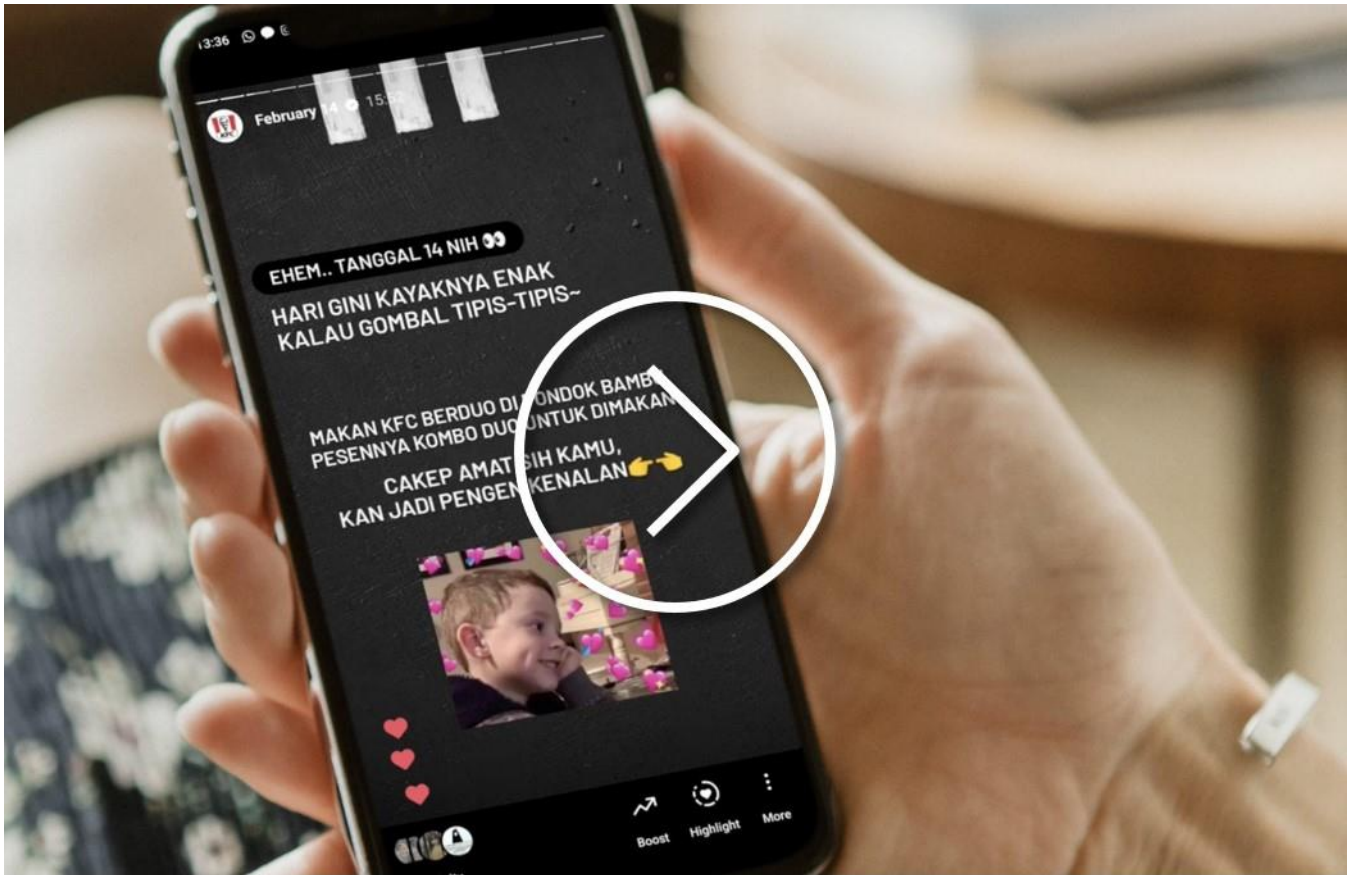 13:36
KFC
February 14 15:52
EHEM.. TANGGAL 14 NIH 👀
HARI GINI KAYAKNYA ENAK
KALAU GOMBAL TIPIS-TIPIS~
MAKAN KFC BERDUO DI PONDOK BAMBU
PESENNYA KOMBO DUO UNTUK DIMAKAN
CAKEP AMAT SIH KAMU,
KAN JADI PENGEN KENALAN👉👈
Boost
Highlight
More